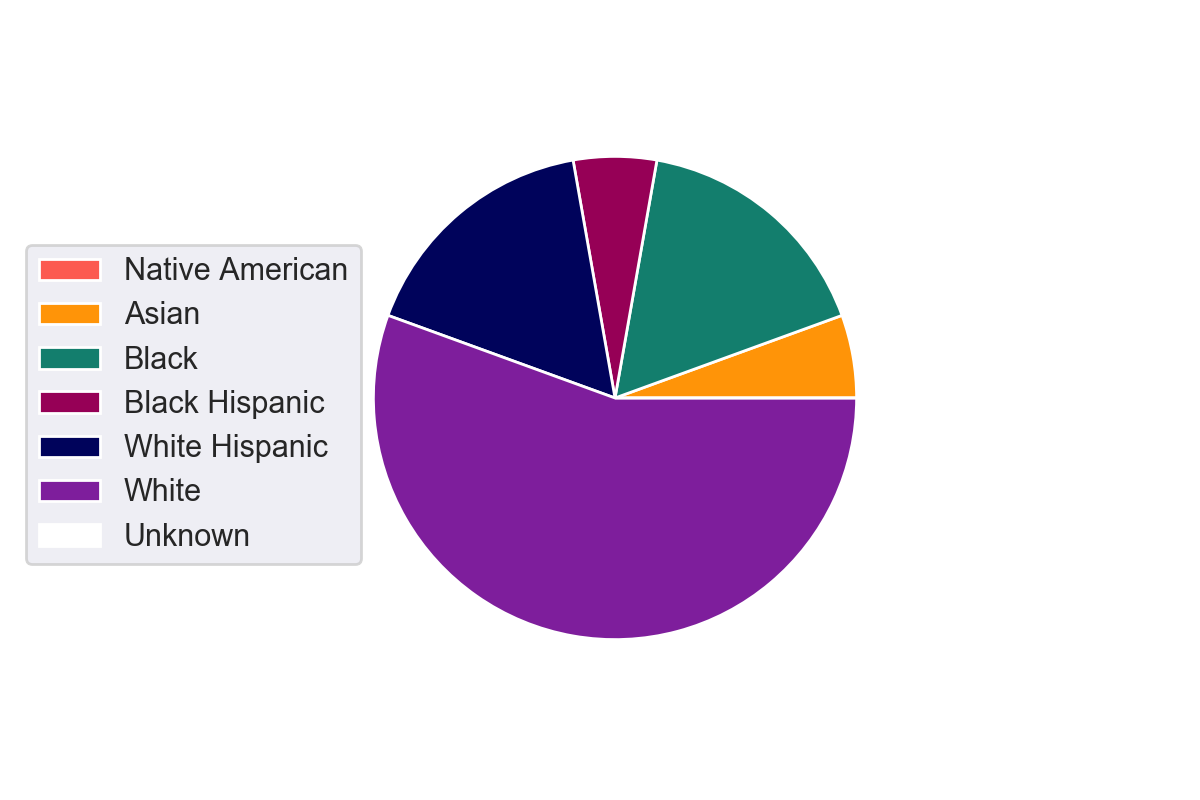 Native American
Asian
Black
Black Hispanic
White Hispanic
White
Unknown